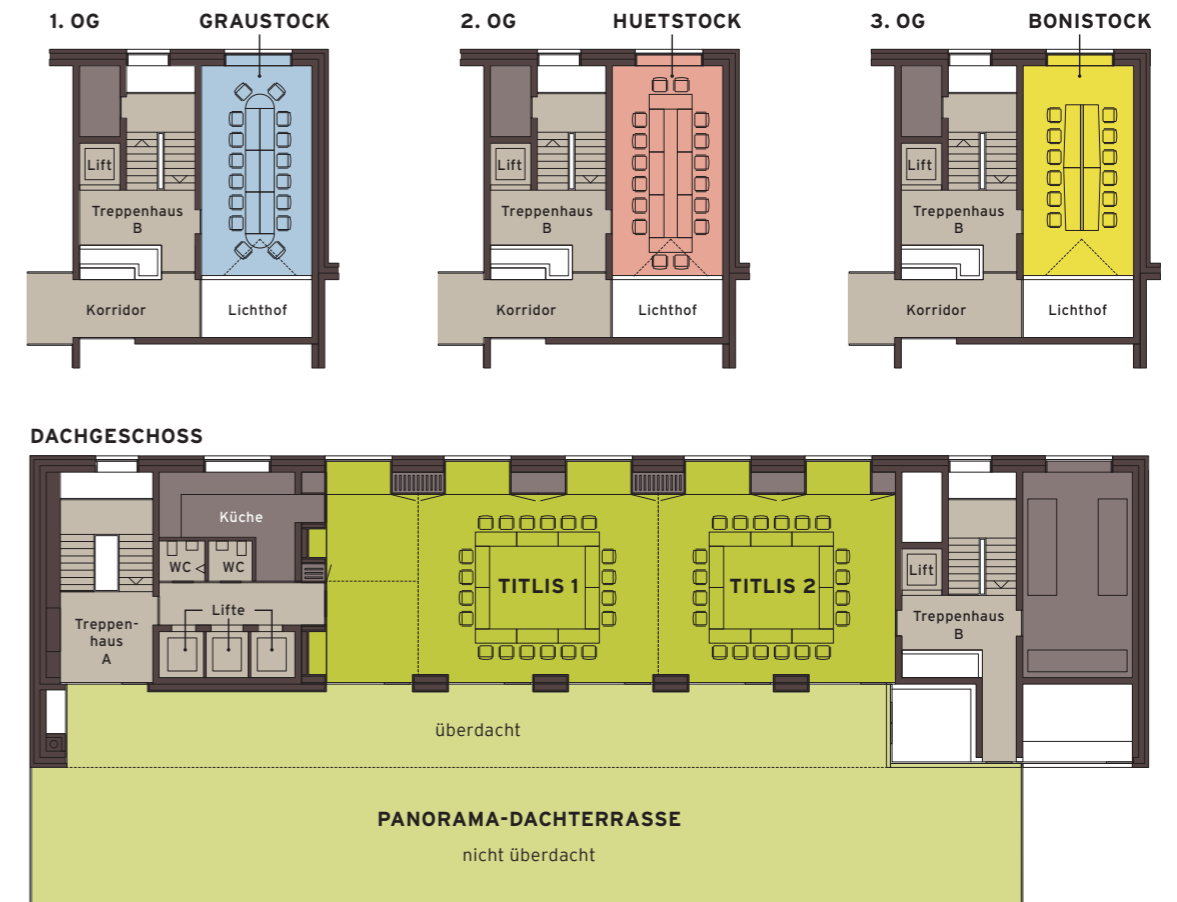 1. OG
GRAUSTOCK
Lift
Treppenhaus
B
Korridor
Lichthof
2. OG
HUETSTOCK
Lift
Treppenhaus
B
Korridor
Lichthof
3. OG
BONISTOCK
Lift
Treppenhaus
B
Korridor
Lichthof
DACHGESCHOSS
Küche
WC
WC
Lifte
Treppen-
haus
A
TITLIS 1
TITLIS 2
Lift
Treppenhaus
B
überdacht
PANORAMA-DACHTERRASSE
nicht überdacht